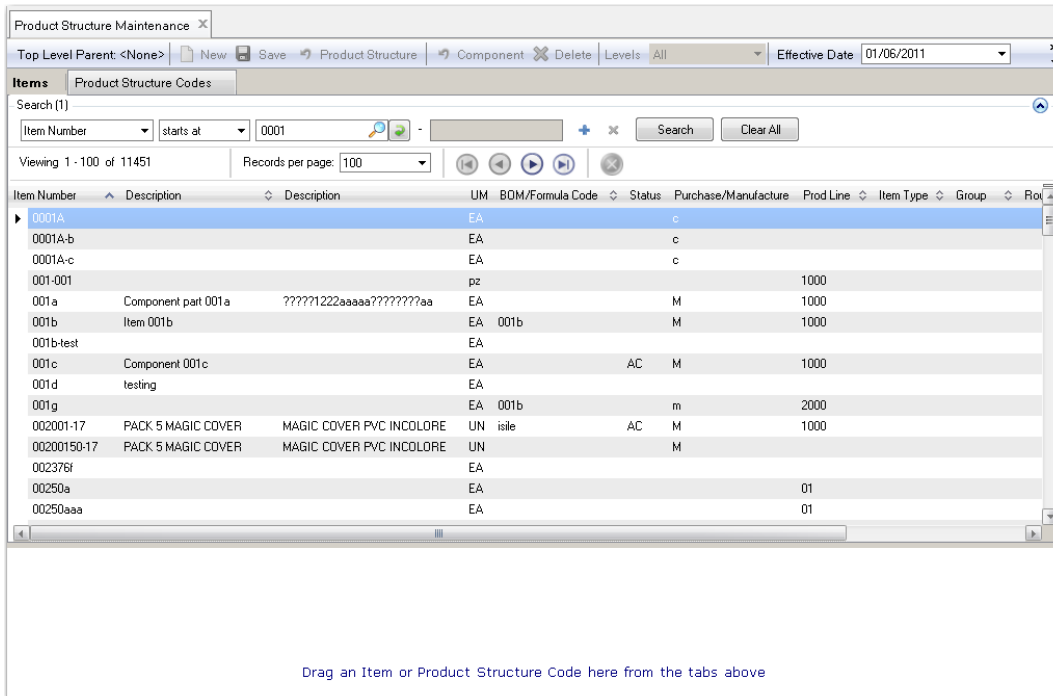 Product Structure Maintenance X
Top Level Parent: <None> New Save Product Structure Component Delete Levels All Effective Date 01/06/2011
Items Product Structure Codes
Search (1)
Item Number starts at 0001 - Search Clear All
Viewing 1 - 100 of 11451 Records per page: 100
Item Number Description Description UM BOM/Formula Code Status Purchase/Manufacture Prod Line Item Type Group Rou
0001A EA c
0001A-b EA c
0001A-c EA c
001-001 pz 1000
001a Component part 001a ?????1222aaaaa????????aa EA M 1000
001b Item 001b EA 001b M 1000
001b-test EA
001c Component 001c EA AC M 1000
001d testing EA
001g EA 001b m 2000
002001-17 PACK 5 MAGIC COVER MAGIC COVER PVC INCOLORE UN isile AC M 1000
00200150-17 PACK 5 MAGIC COVER MAGIC COVER PVC INCOLORE UN M
002376f EA
00250a EA 01
00250aaa EA 01
Drag an Item or Product Structure Code here from the tabs above